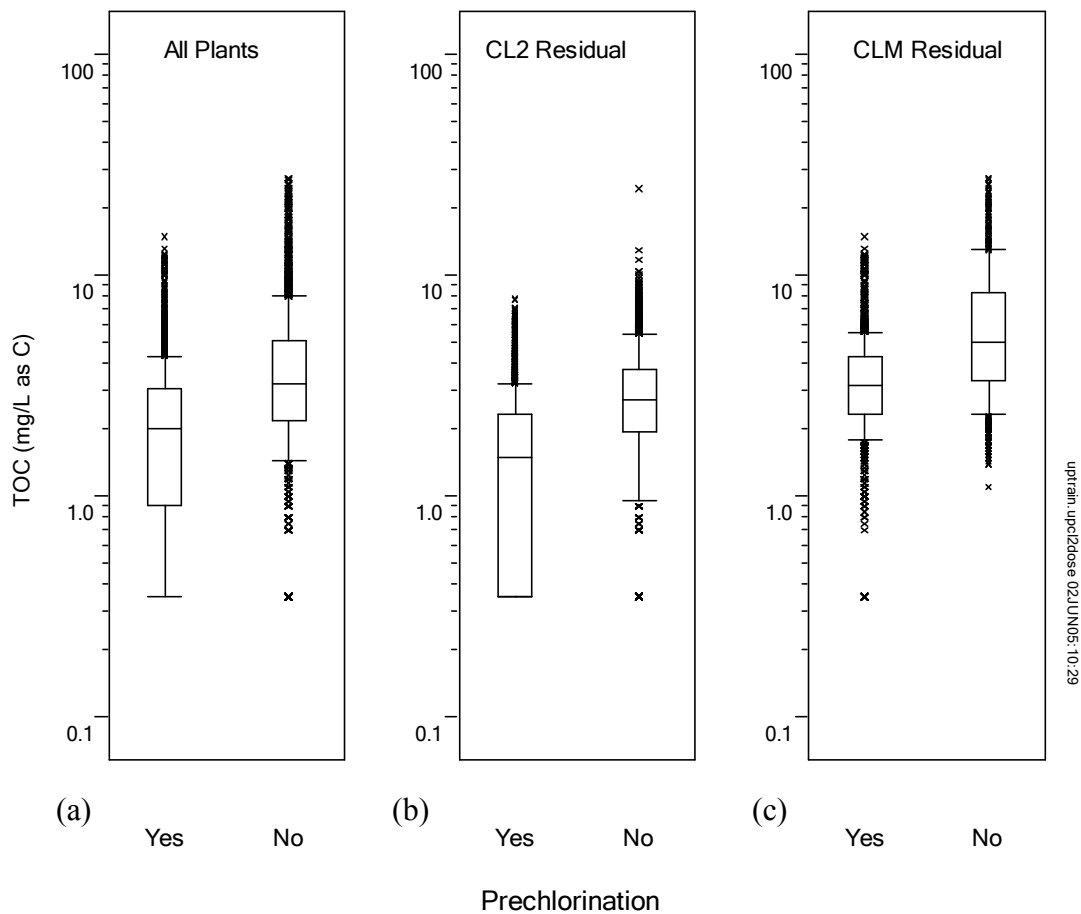 All Plants
CL2 Residual
CLM Residual
TOC (mg/L as C)
100
10
1.0
0.1
100
10
1.0
0.1
100
10
1.0
0.1
(a)
Yes No
(b)
Yes No
(c)
Yes No
Prechlorination
uptrain.upcl2dose 02JUN05:10:29